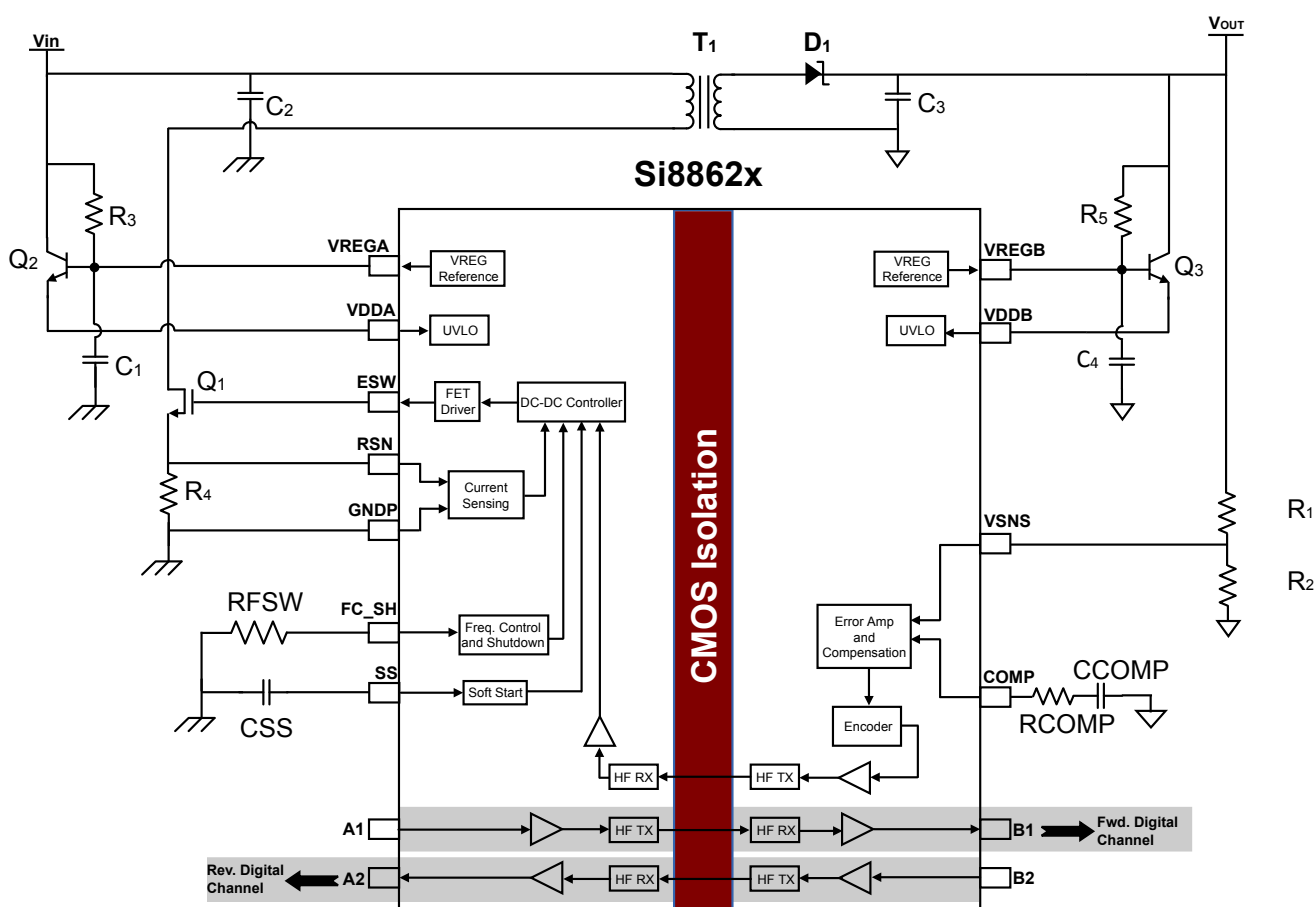 Vin
T1
D1
VOUT
C2
C3
Si8862x
R3
Q2
VREGA
VREG
Reference
VREG
Reference
VREGB
R5
Q3
VDDA
UVLO
UVLO
VDDB
C1
C4
Q1
ESW
FET
Driver
DC-DC Controller
RSN
R4
Current
Sensing
GNDP
CMOS Isolation
VSNS
R1
R2
RFSW
FC_SH
Freq. Control
and Shutdown
Error Amp
and
Compensation
SS
Soft Start
CSS
COMP
CCOMP
RCOMP
Encoder
HF RX
HF TX
A1
HF TX
HF RX
B1
Fwd. Digital
Channel
Rev. Digital
Channel
A2
HF RX
HF TX
B2